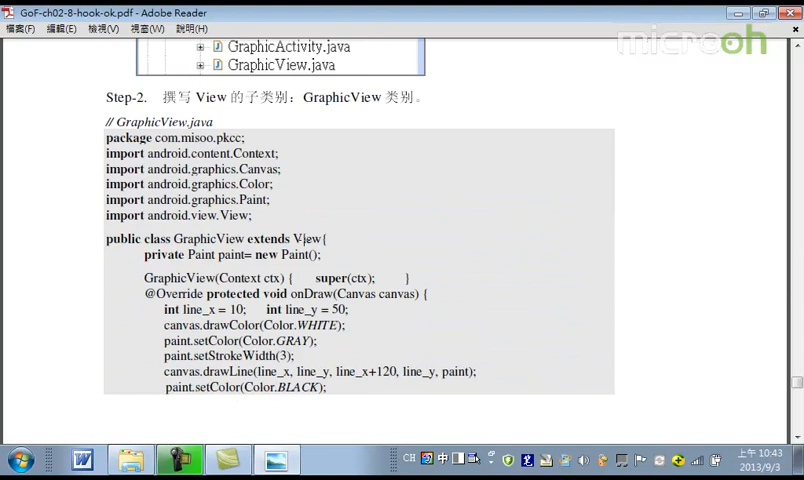 GoF-ch02-8-hook-ok.pdf - Adobe Reader
檔案(F) 編輯(E) 檢視(V) 視窗(W) 說明(H)
microoh
GraphicActivity.java
GraphicView.java
Step-2. 撰写 View 的子类别：GraphicView 类别。
// GraphicView.java
package com.misoo.pkcc;
import android.content.Context;
import android.graphics.Canvas;
import android.graphics.Color;
import android.graphics.Paint;
import android.view.View;
public class GraphicView extends View{
private Paint paint= new Paint();
GraphicView(Context ctx) { super(ctx); }
@Override protected void onDraw(Canvas canvas) {
int line_x = 10; int line_y = 50;
canvas.drawColor(Color.WHITE);
paint.setColor(Color.GRAY);
paint.setStrokeWidth(3);
canvas.drawLine(line_x, line_y, line_x+120, line_y, paint);
paint.setColor(Color.BLACK);
CH 中 上午 10:43
2013/9/3